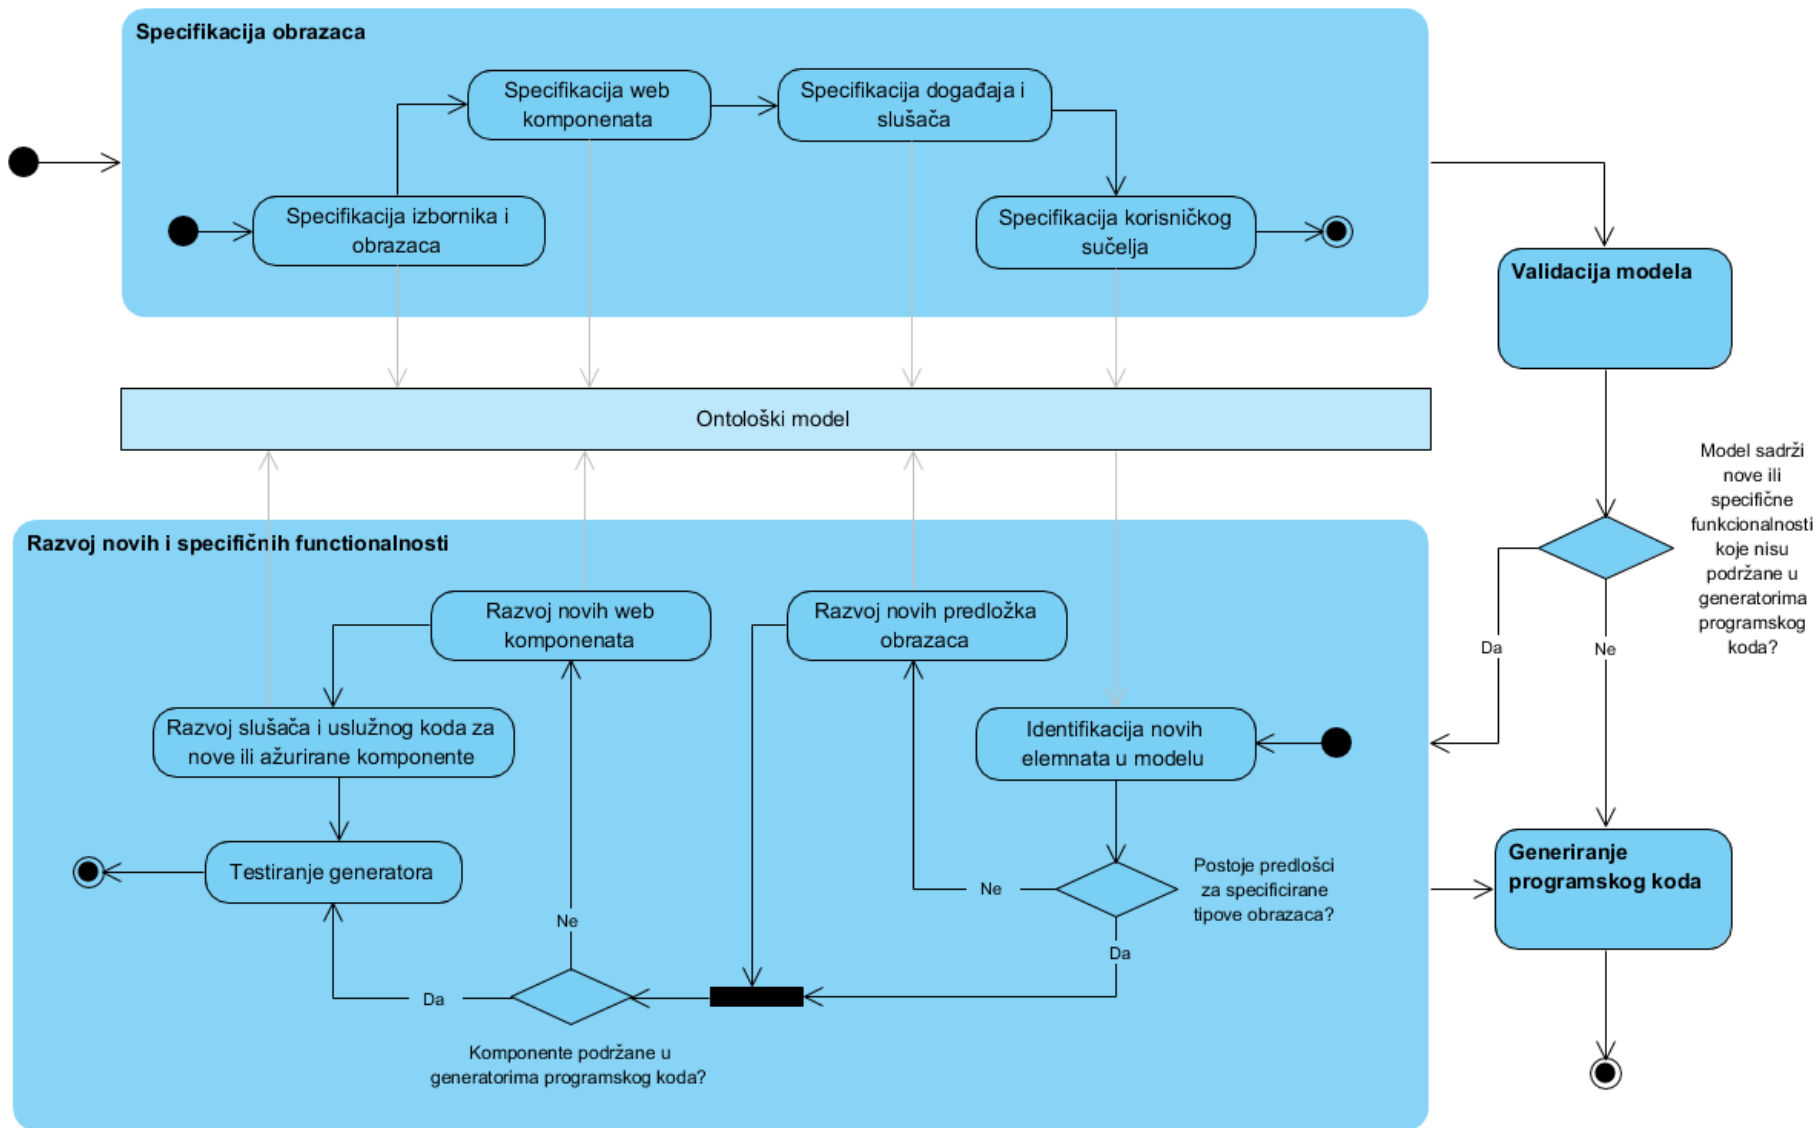 Specifikacija obrazaca
Specifikacija web
komponenata
Specifikacija događaja i
slušača
Specifikacija izbornika i
obrazaca
Specifikacija korisničkog
sučelja
Validacija modela
Ontološki model
Model sadrži
nove ili
specifične
funkcionalnosti
koje nisu
podržane u
generatorima
programskog
koda?
Da
Ne
Razvoj novih i specifičnih functionalnosti
Razvoj novih web
komponenata
Razvoj novih predložka
obrazaca
Razvoj slušača i uslužnog koda za
nove ili ažurirane komponente
Identifikacija novih
elemnata u modelu
Testiranje generatora
Postoje predlošci
za specificirane
tipove obrazaca?
Ne
Da
Ne
Da
Komponente podržane u
generatorima programskog koda?
Generiranje
programskog koda